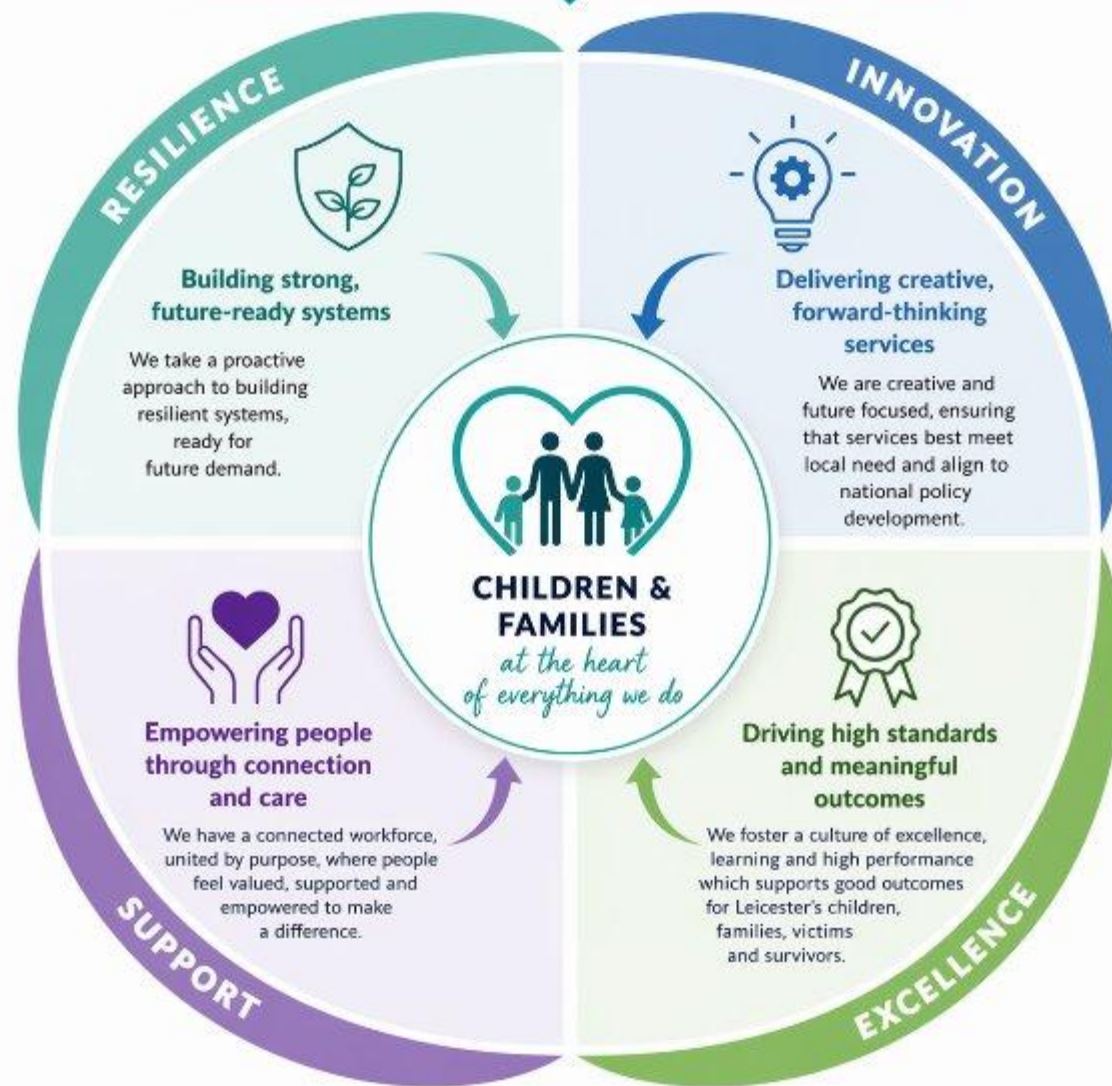 RESILIENCE
Building strong,
future-ready systems
We take a proactive
approach to building
resilient systems,
ready for
future demand.
INNOVATION
Delivering creative,
forward-thinking
services
We are creative and
future focused, ensuring
that services best meet
local need and align to
national policy
development.
CHILDREN &
FAMILIES
at the heart
of everything we do
SUPPORT
Empowering people
through connection
and care
We have a connected workforce,
united by purpose, where people
feel valued, supported and
empowered to make
a difference.
EXCELLENCE
Driving high standards
and meaningful
outcomes
We foster a culture of excellence,
learning and high performance
which supports good outcomes
for Leicester's children,
families, victims
and survivors.